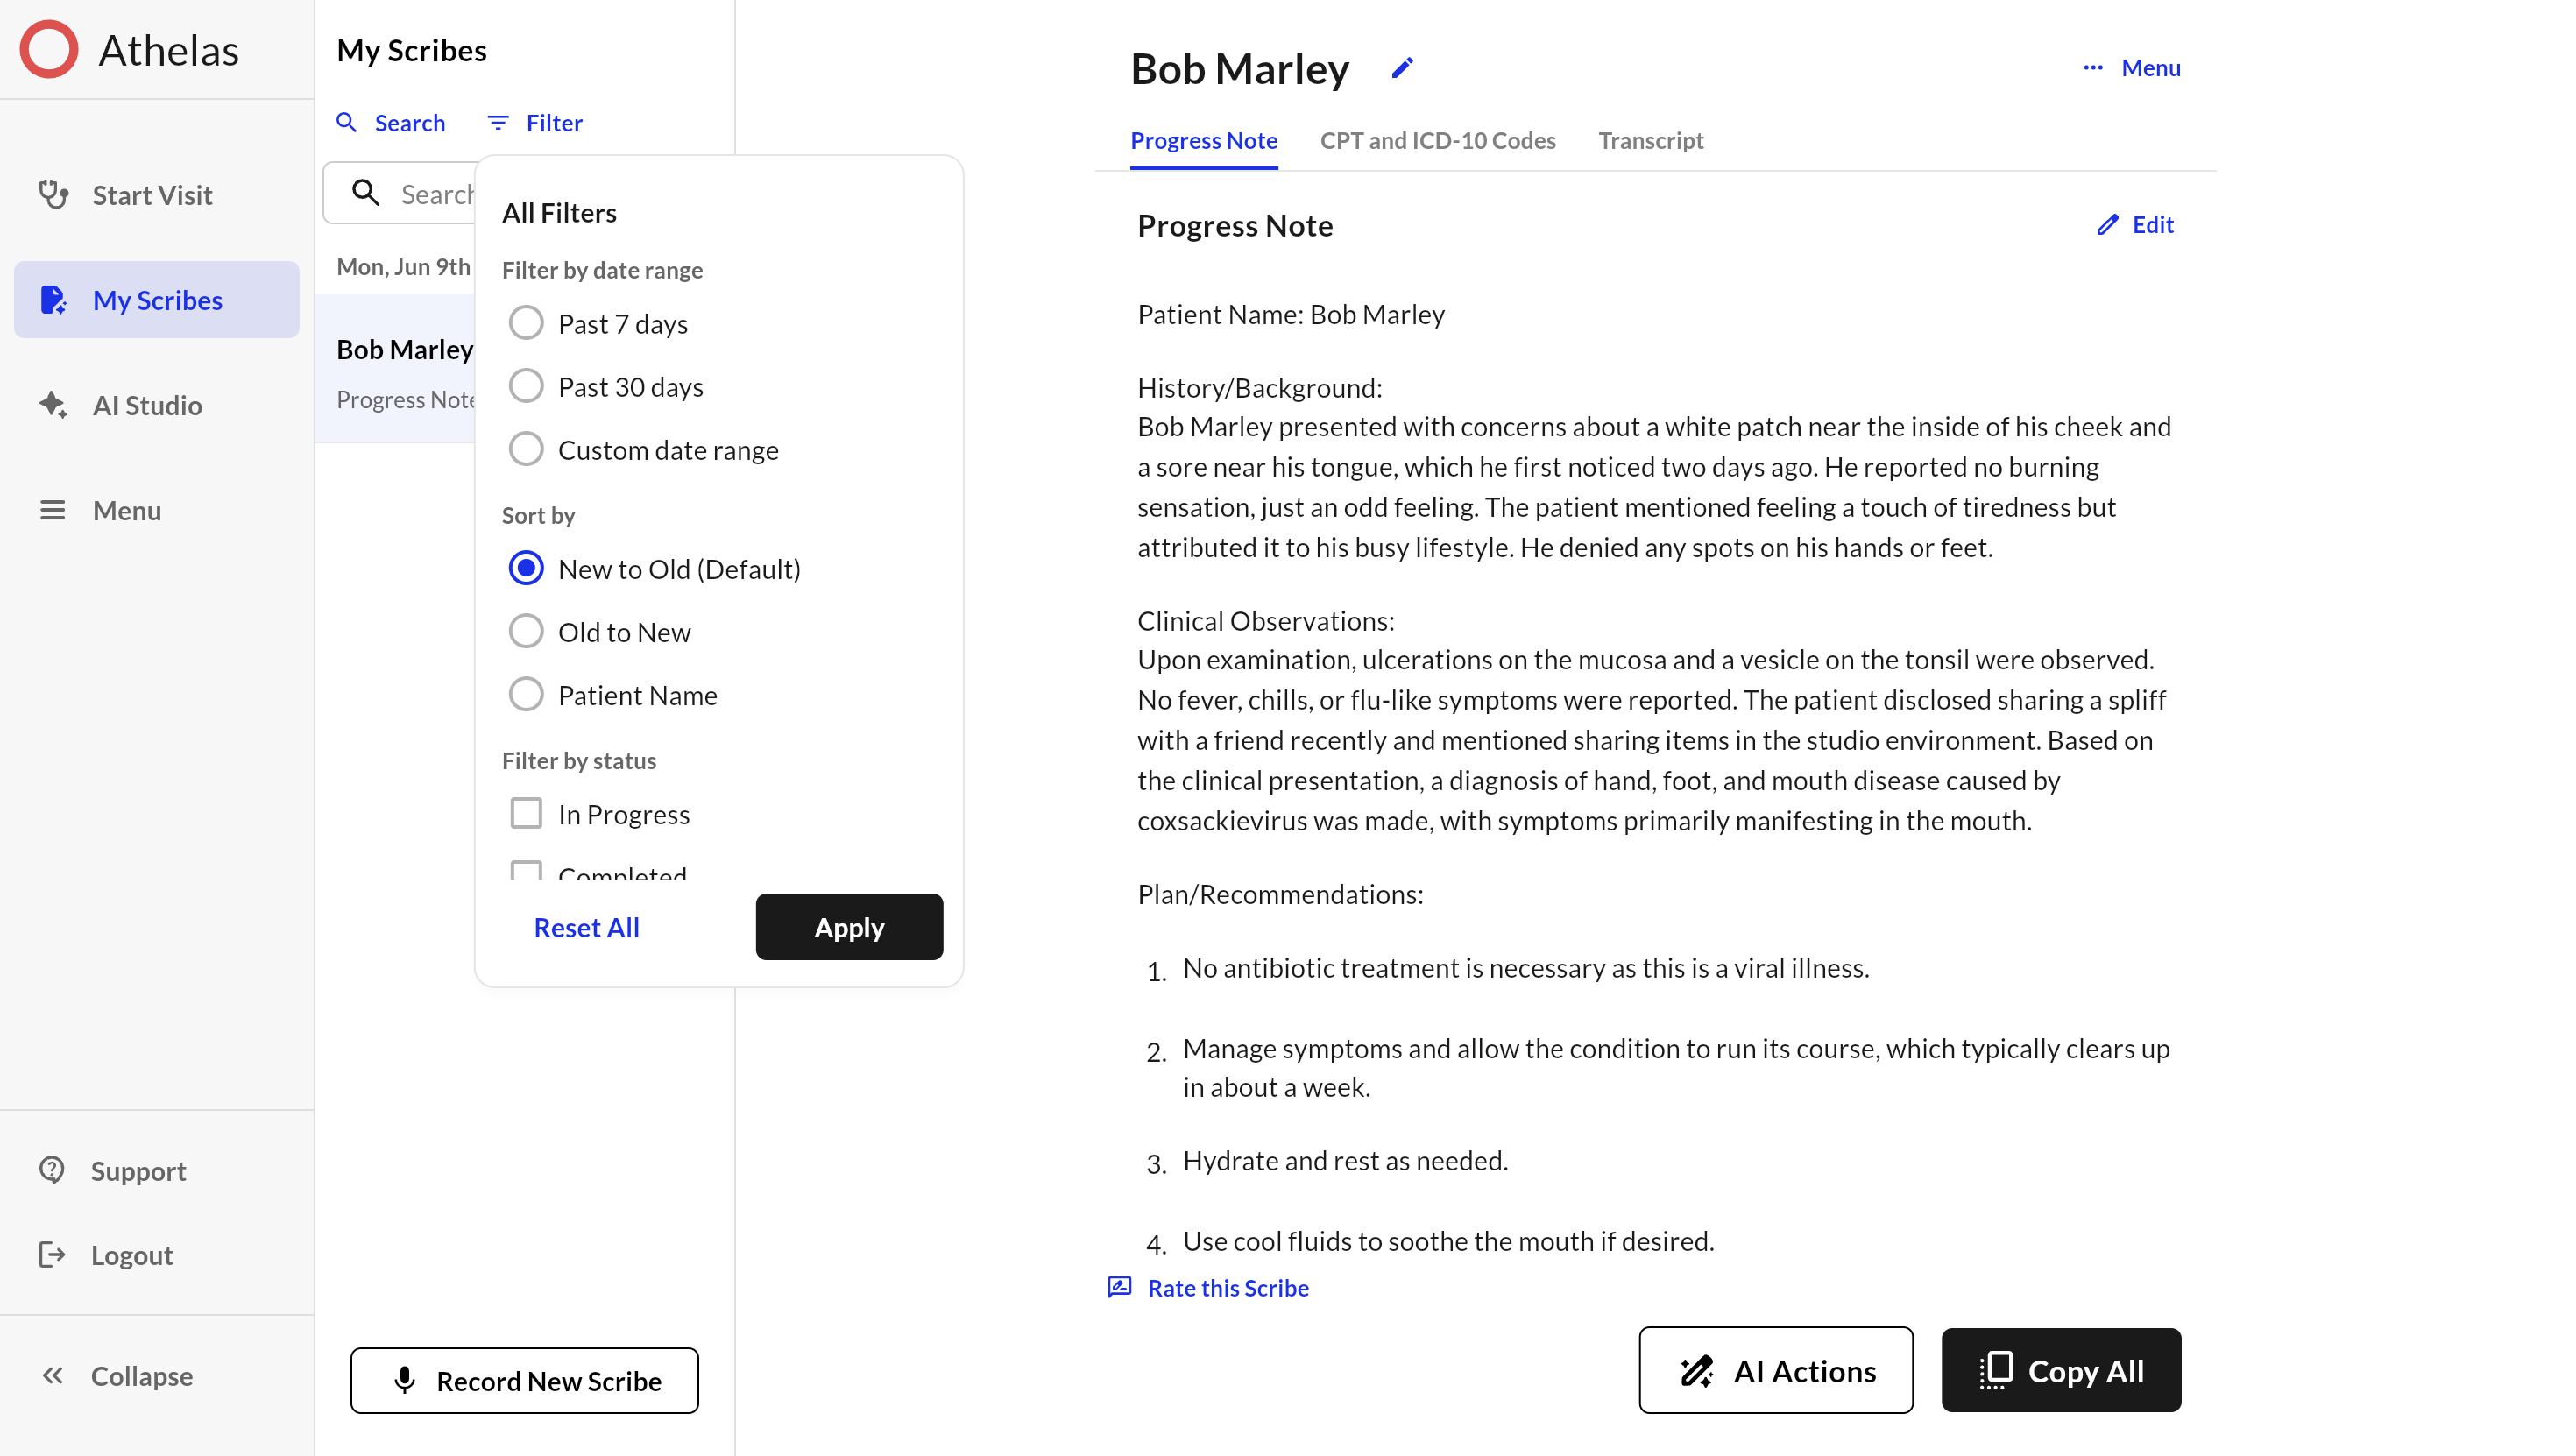 Athelas
Start Visit
My Scribes
AI Studio
Menu
Support
Logout
Collapse
My Scribes
Search
Filter
Search
Mon, Jun 9th
Bob Marley
Progress Note
Record New Scribe
All Filters
Filter by date range
Past 7 days
Past 30 days
Custom date range
Sort by
New to Old (Default)
Old to New
Patient Name
Filter by status
In Progress
Completed
Reset All
Apply
Bob Marley
Menu
Progress Note
CPT and ICD-10 Codes
Transcript
Progress Note
Edit
Patient Name: Bob Marley
History/Background:
Bob Marley presented with concerns about a white patch near the inside of his cheek and
a sore near his tongue, which he first noticed two days ago. He reported no burning
sensation, just an odd feeling. The patient mentioned feeling a touch of tiredness but
attributed it to his busy lifestyle. He denied any spots on his hands or feet.
Clinical Observations:
Upon examination, ulcerations on the mucosa and a vesicle on the tonsil were observed.
No fever, chills, or flu-like symptoms were reported. The patient disclosed sharing a spliff
with a friend recently and mentioned sharing items in the studio environment. Based on
the clinical presentation, a diagnosis of hand, foot, and mouth disease caused by
coxsackievirus was made, with symptoms primarily manifesting in the mouth.
Plan/Recommendations:
1. No antibiotic treatment is necessary as this is a viral illness.
2. Manage symptoms and allow the condition to run its course, which typically clears up
in about a week.
3. Hydrate and rest as needed.
4. Use cool fluids to soothe the mouth if desired.
Rate this Scribe
AI Actions
Copy All